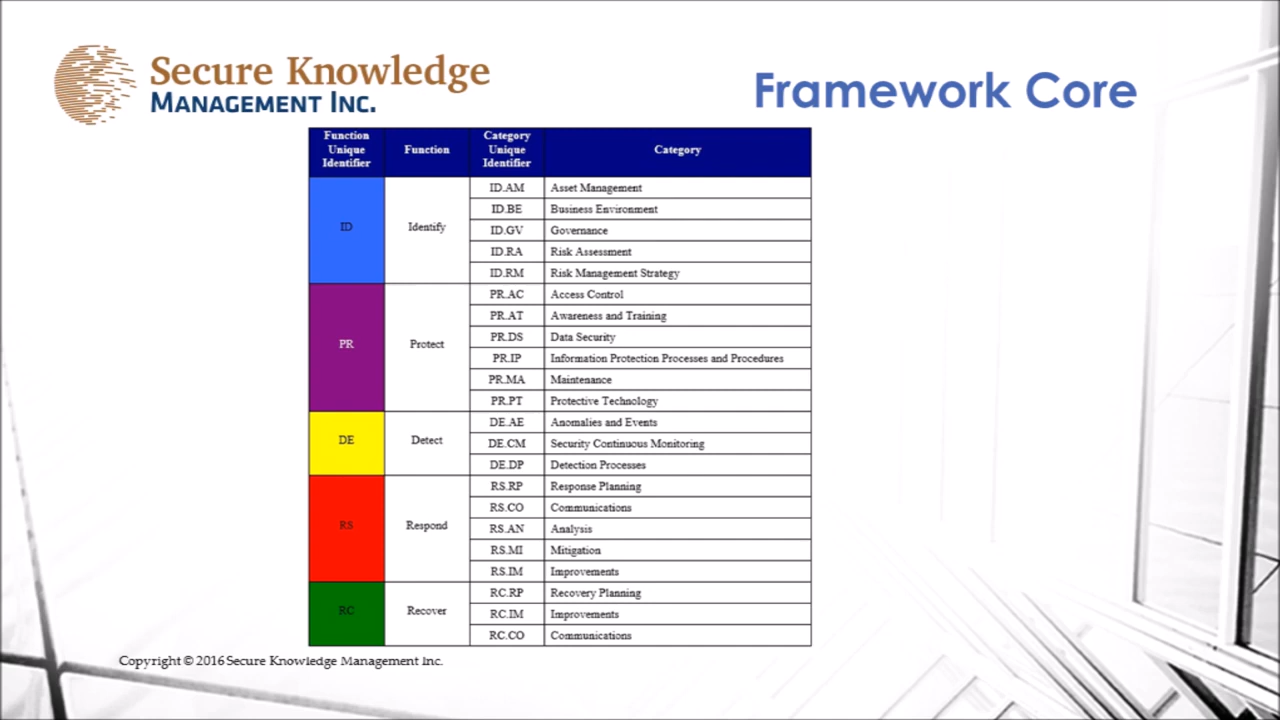 Secure Knowledge
MANAGEMENT INC.
Framework Core
Function Unique Identifier Function Category Unique Identifier Category
ID Identify
ID.AM Asset Management
ID.BE Business Environment
ID.GV Governance
ID.RA Risk Assessment
ID.RM Risk Management Strategy
PR Protect
PR.AC Access Control
PR.AT Awareness and Training
PR.DS Data Security
PR.IP Information Protection Processes and Procedures
PR.MA Maintenance
PR.PT Protective Technology
DE Detect
DE.AE Anomalies and Events
DE.CM Security Continuous Monitoring
DE.DP Detection Processes
RS Respond
RS.RP Response Planning
RS.CO Communications
RS.AN Analysis
RS.MI Mitigation
RS.IM Improvements
RC Recover
RC.RP Recovery Planning
RC.IM Improvements
RC.CO Communications
Copyright © 2016 Secure Knowledge Management Inc.